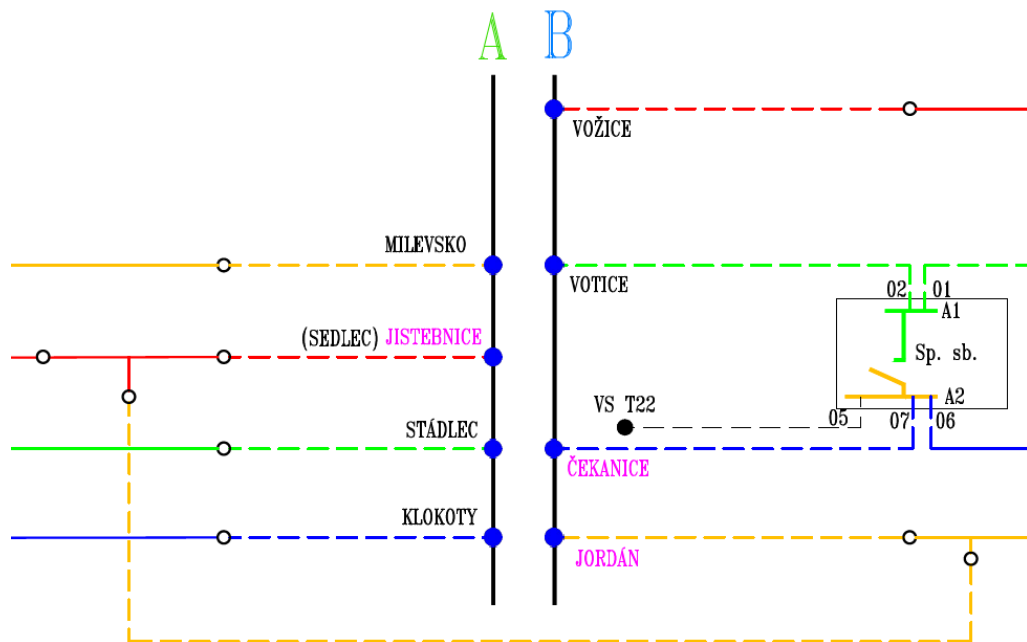 A B
VOŽICE
MILEVSKO
VOTICE
02 01
A1
(SEDLEC) JISTEBNICE
Sp. sb.
A2
VS T22
05 07 06
STÁDLEC
ČEKANICE
KLOKOTY
JORDÁN